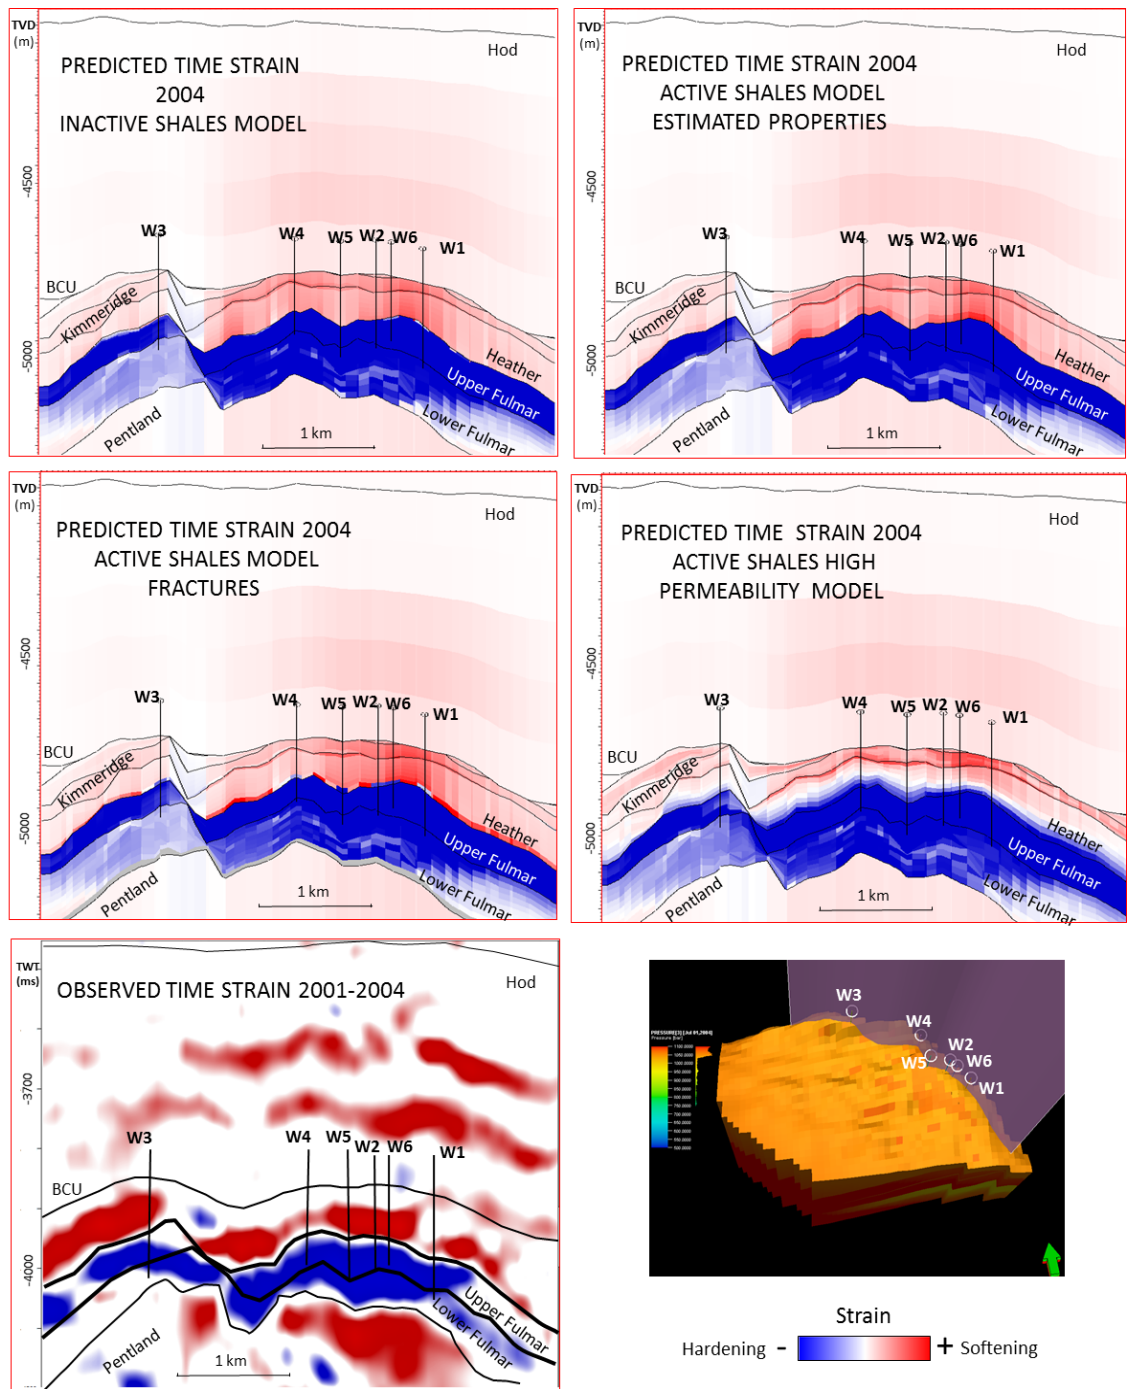 TVD
(m)
Hod
PREDICTED TIME STRAIN
2004
INACTIVE SHALES MODEL
-4500
W3
W4
W5
W2
W6
W1
BCU
Kimmeridge
-5000
Heather
Upper Fulmar
Lower Fulmar
Pentland
1 km
TVD
(m)
Hod
PREDICTED TIME STRAIN 2004
ACTIVE SHALES MODEL
ESTIMATED PROPERTIES
-4500
W3
W4
W5
W2
W6
W1
BCU
Kimmeridge
-5000
Heather
Upper Fulmar
Lower Fulmar
Pentland
1 km
TVD
(m)
Hod
PREDICTED TIME STRAIN 2004
ACTIVE SHALES MODEL
FRACTURES
-4500
W3
W4
W5
W2
W6
W1
BCU
Kimmeridge
-5000
Heather
Upper Fulmar
Lower Fulmar
Pentland
1 km
TVD
(m)
Hod
PREDICTED TIME STRAIN 2004
ACTIVE SHALES HIGH
PERMEABILITY MODEL
-4500
W3
W4
W5
W2
W6
W1
BCU
Kimmeridge
-5000
Heather
Upper Fulmar
Lower Fulmar
Pentland
1 km
TWT
(ms)
Hod
OBSERVED TIME STRAIN 2001-2004
-3700
W3
W4
W5
W2
W6
W1
BCU
-4000
Upper Fulmar
Lower Fulmar
Pentland
1 km
W3
W4
W2
W5
W6
W1
Strain
Hardening - + Softening